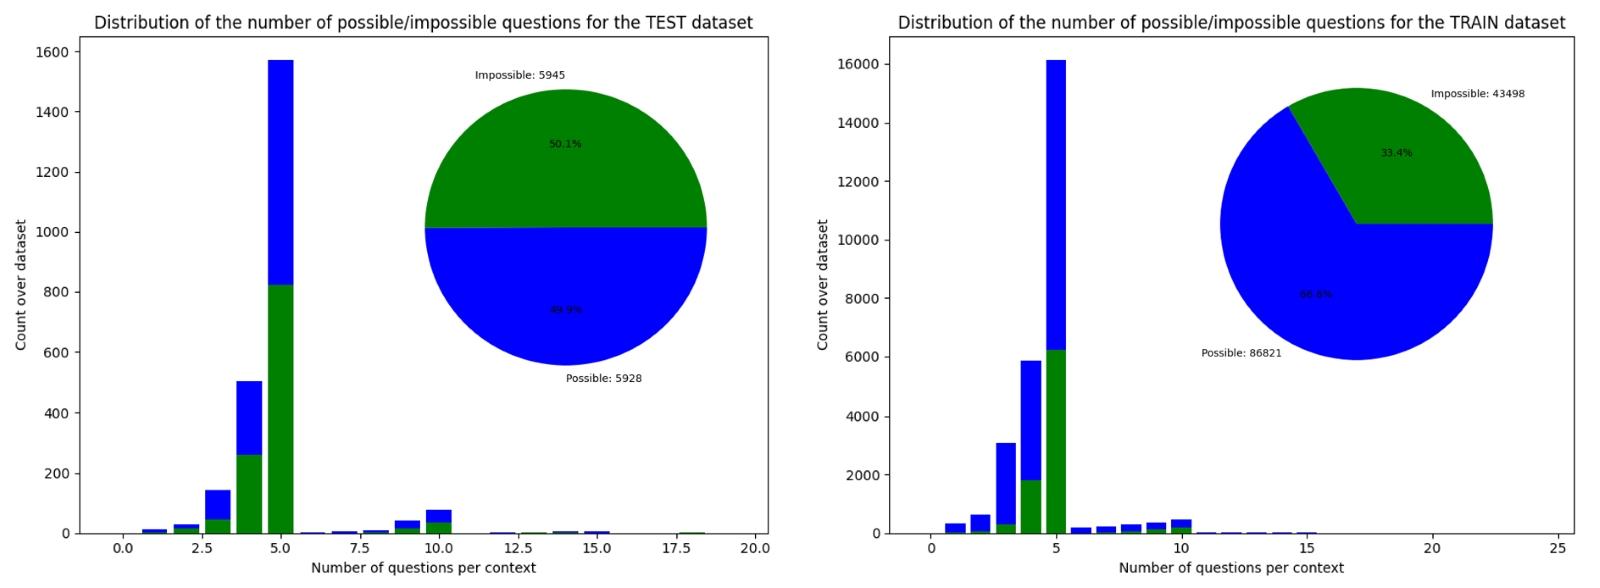 Distribution of the number of possible/impossible questions for the TEST dataset
1600
1400
1200
1000
800
600
400
200
0
Count over dataset
Impossible: 5945
50.1%
49.9%
Possible: 5928
0.0 2.5 5.0 7.5 10.0 12.5 15.0 17.5 20.0
Number of questions per context
Distribution of the number of possible/impossible questions for the TRAIN dataset
16000
14000
12000
10000
8000
6000
4000
2000
0
Count over dataset
Impossible: 43498
33.4%
66.6%
Possible: 86821
0 5 10 15 20 25
Number of questions per context